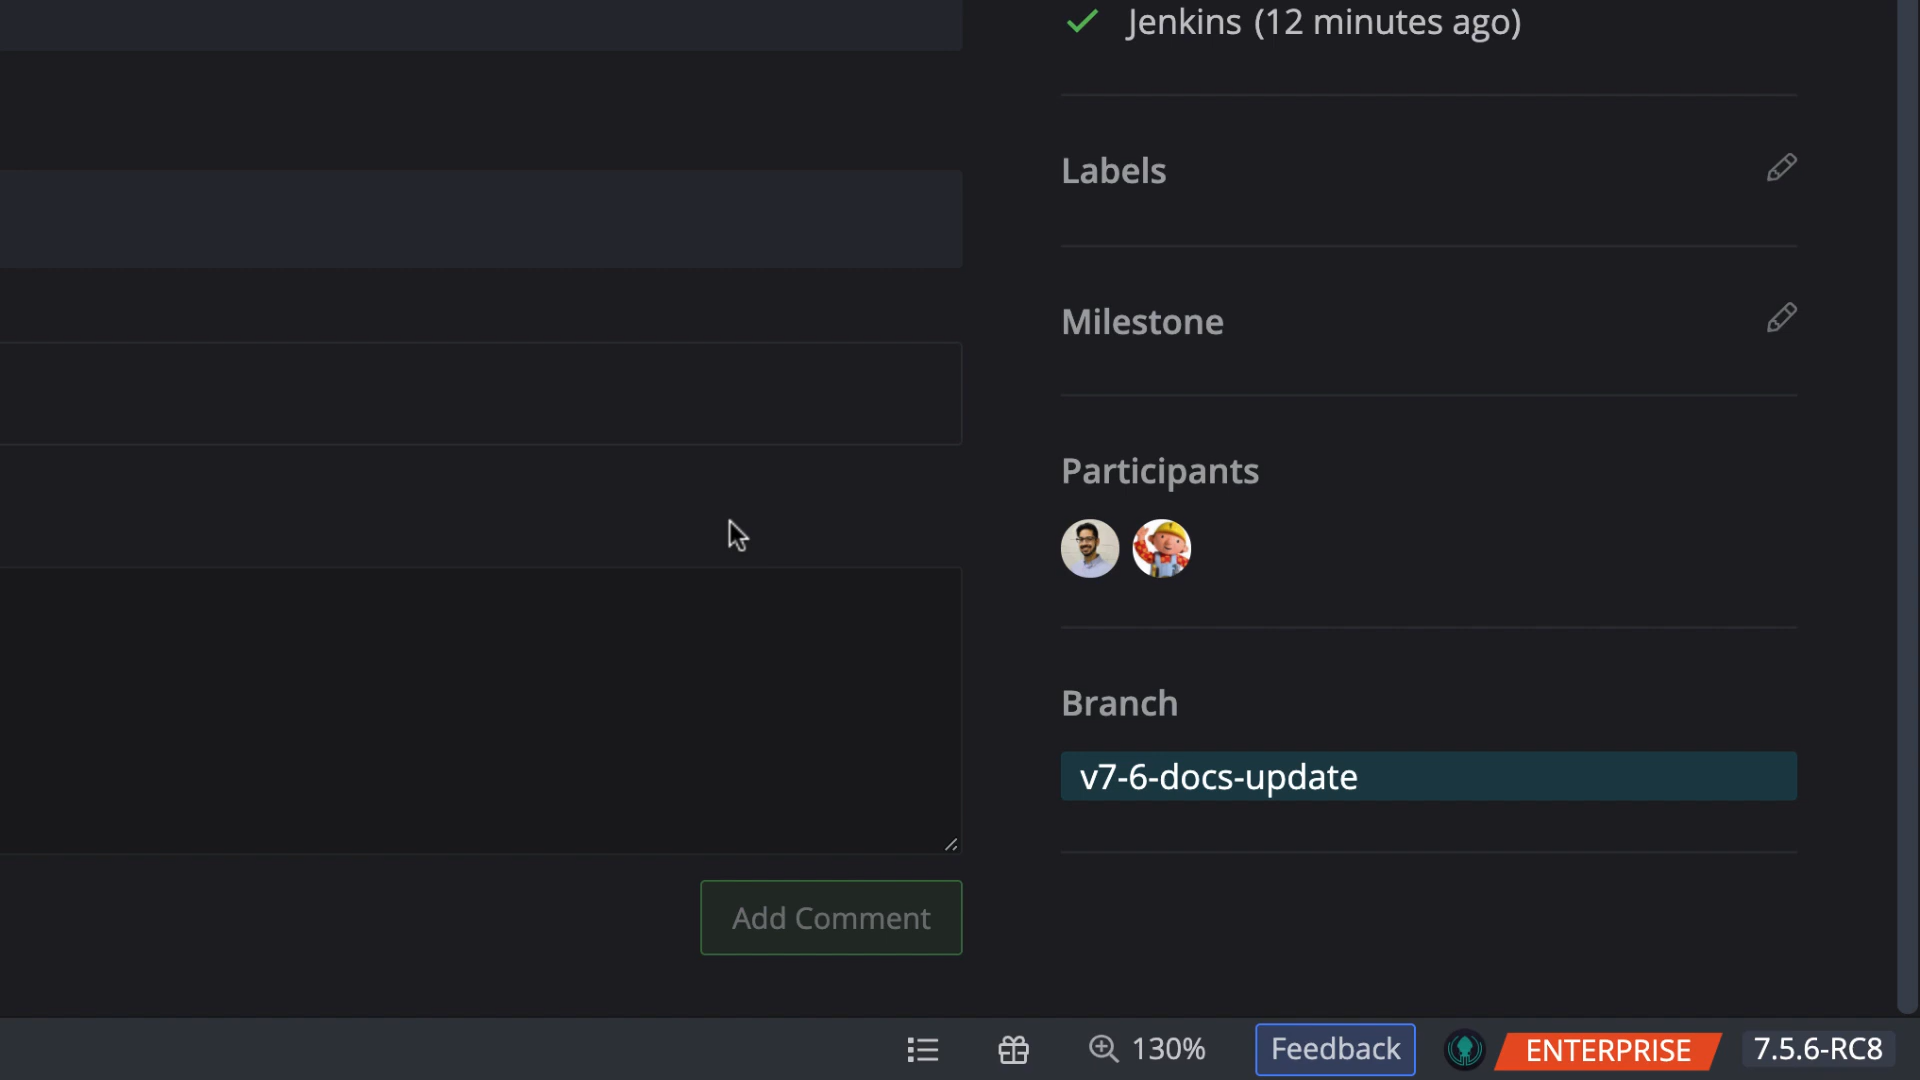 Jenkins (12 minutes ago)
Labels
Milestone
Participants
Branch
v7-6-docs-update
Add Comment
130%
Feedback
ENTERPRISE
7.5.6-RC8